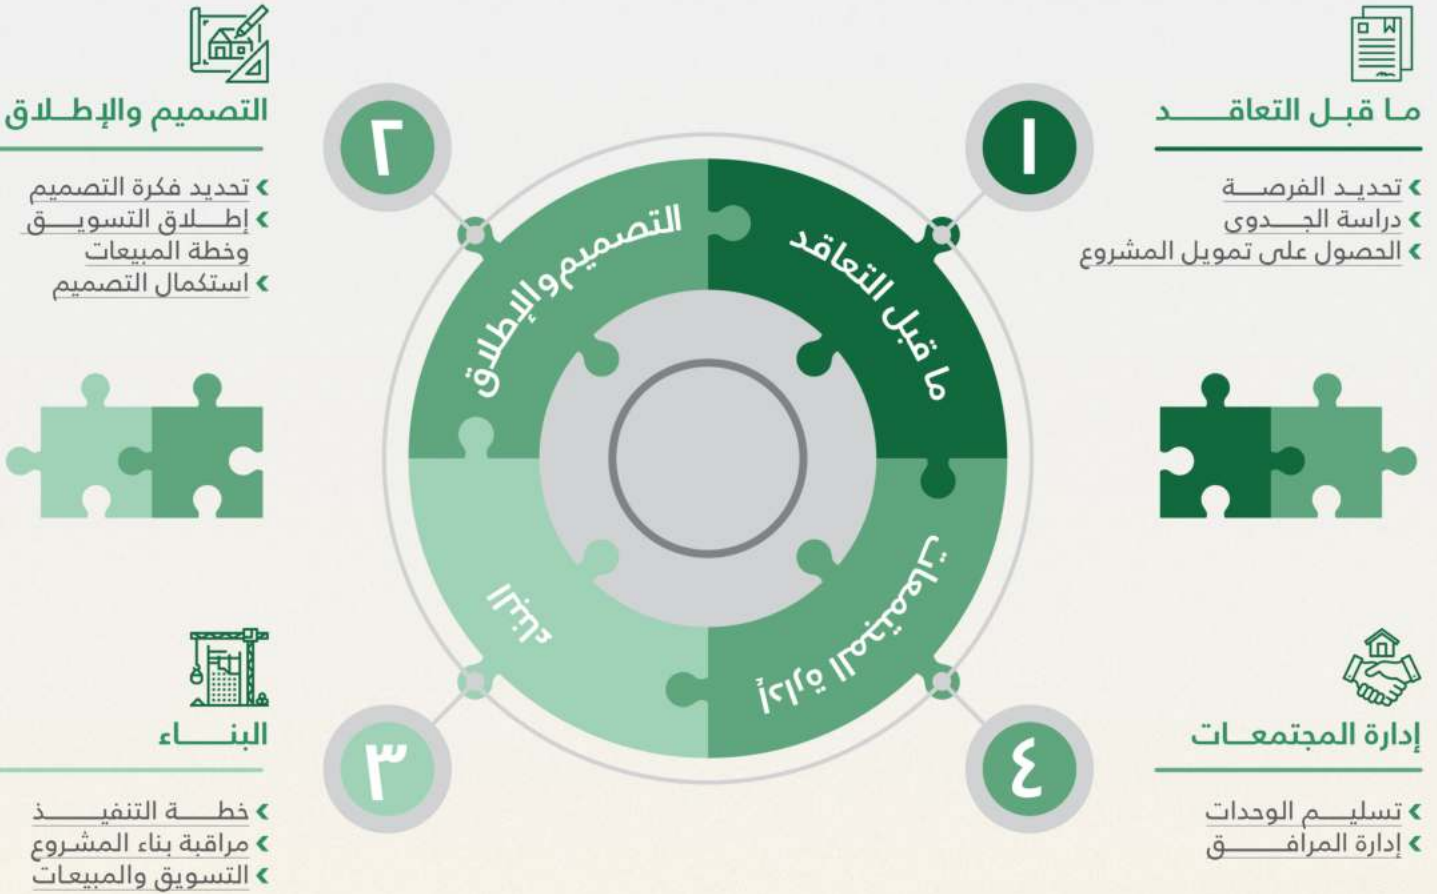 ما قبل التعاقد
تحديد الفرصة
دراسة الجدوى
الحصول على تمويل المشروع
١
ما قبل التعاقد
٢
التصميم والإطلاق
التصميم والإطلاق
تحديد فكرة التصميم
إطلاق التسويق
وخطة المبيعات
استكمال التصميم
البناء
٣
البناء
خطة التنفيذ
مراقبة بناء المشروع
التسويق والمبيعات
إدارة المجتمعات
٤
إدارة المجتمعات
تسليم الوحدات
إدارة المرافق